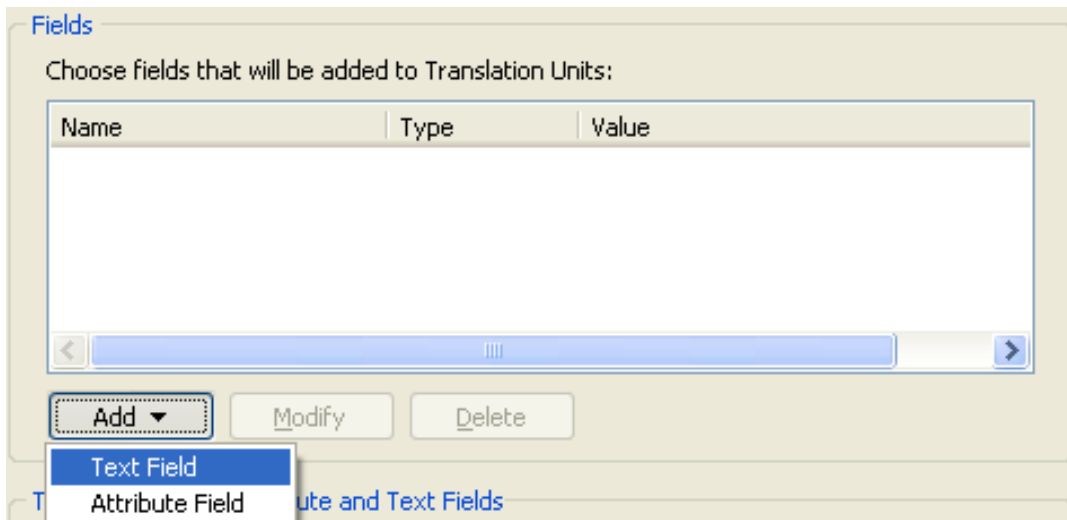 Fields
Choose fields that will be added to Translation Units:
Name Type Value
Add Modify Delete
Text Field
Attribute Field
and Text Fields